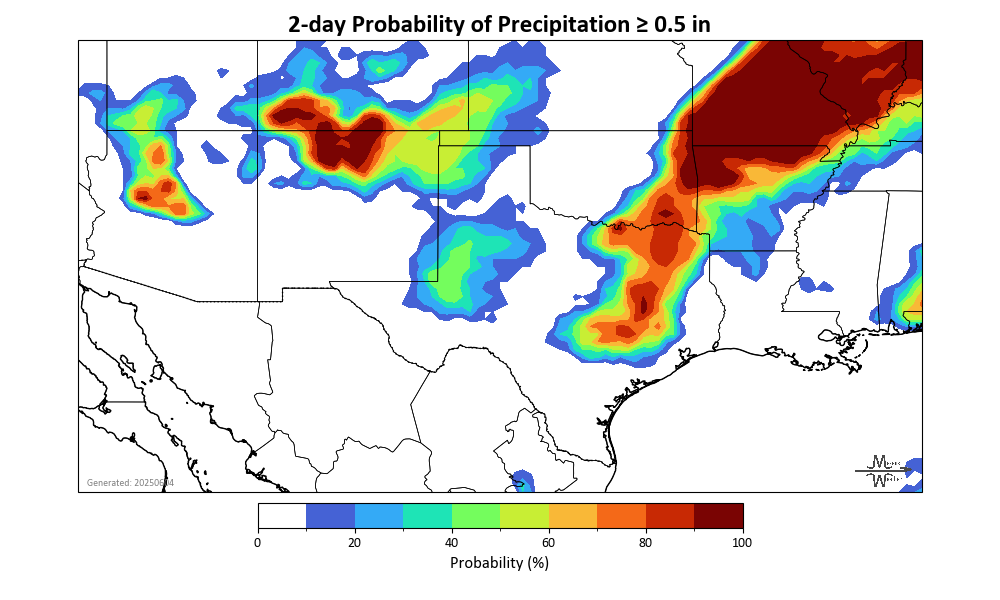 2-day Probability of Precipitation ≥ 0.5 in
Generated: 20250604
0 20 40 60 80 100
Probability (%)